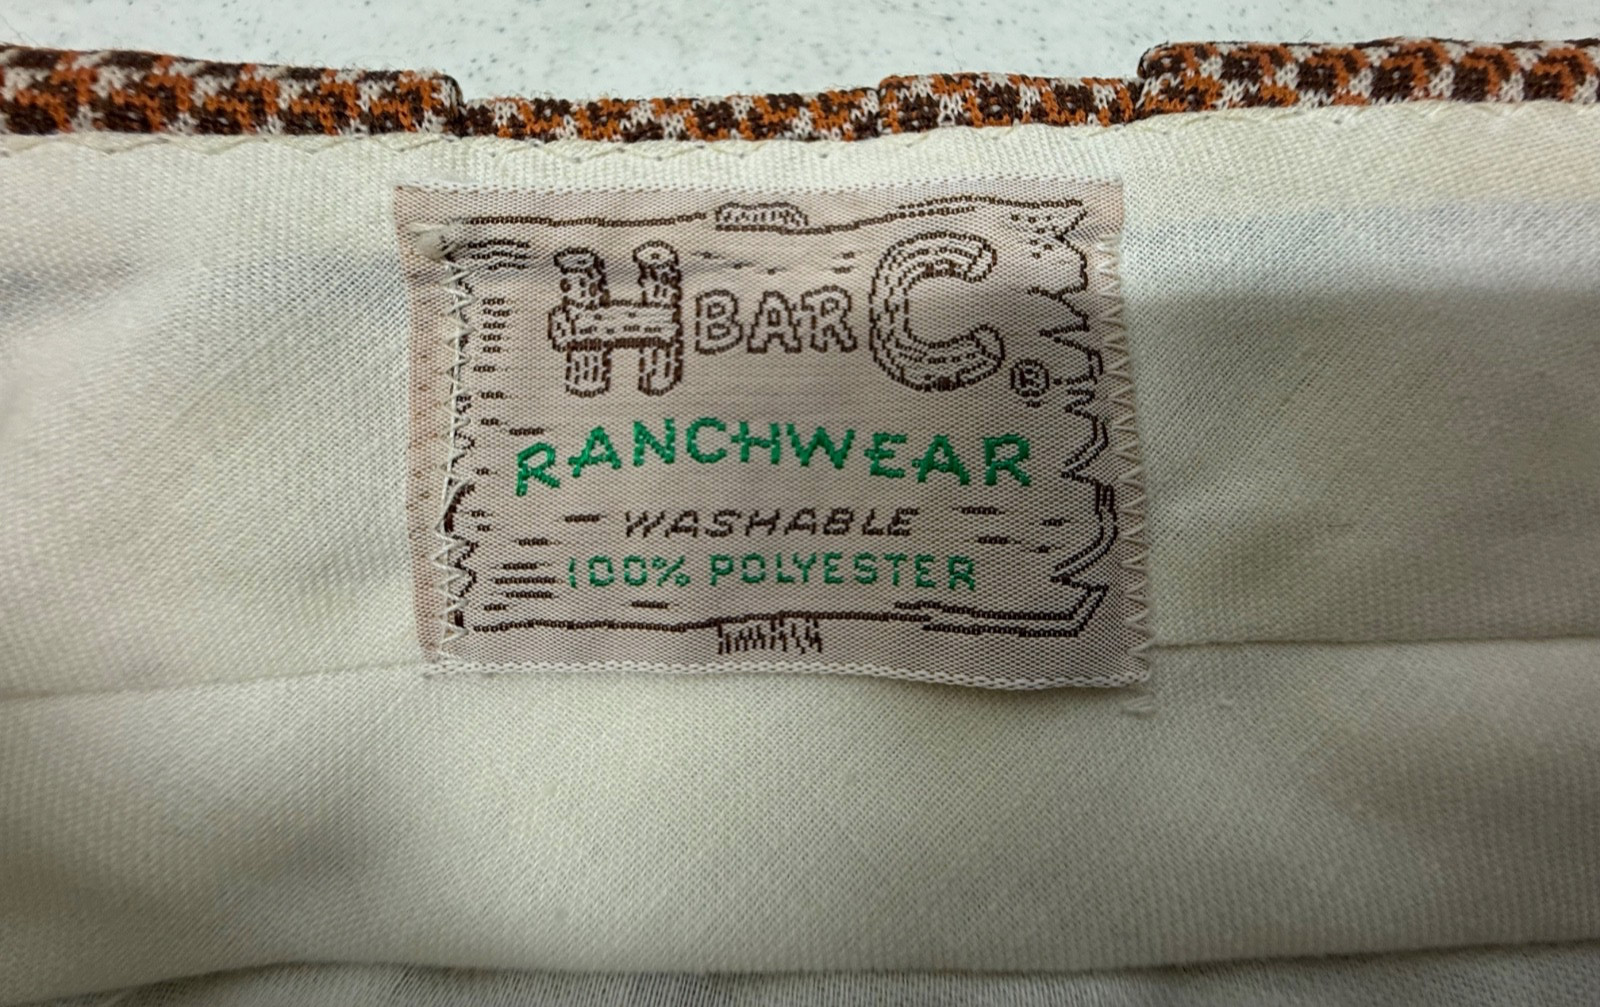 H BAR C®
RANCHWEAR
WASHABLE
100% POLYESTER